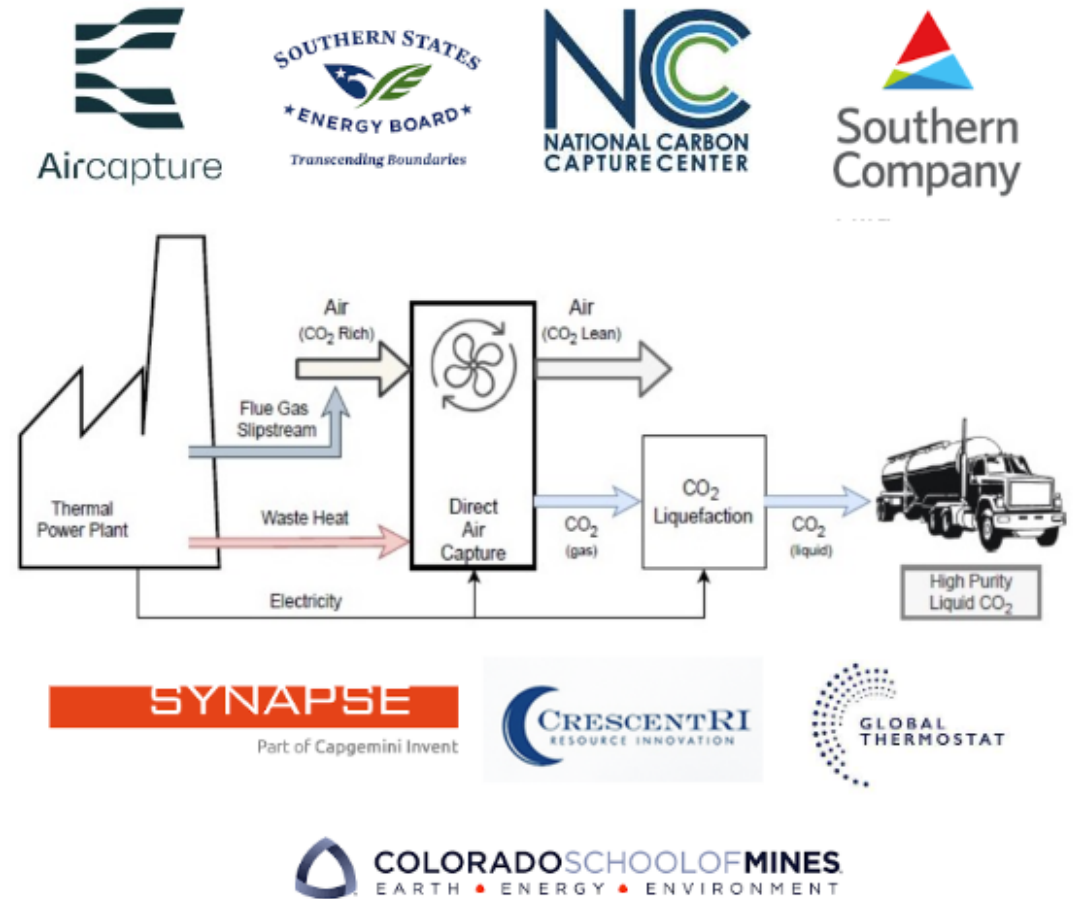 Aircapture
SOUTHERN STATES
ENERGY BOARD
Transcending Boundaries
NCC
NATIONAL CARBON
CAPTURE CENTER
Southern
Company
Air
(CO₂ Rich)
Air
(CO₂ Lean)
Flue Gas
Slipstream
Thermal
Power Plant
Waste Heat
Direct
Air
Capture
CO₂
(gas)
CO₂
Liquefaction
CO₂
(liquid)
High Purity
Liquid CO₂
Electricity
SYNAPSE
Part of Capgemini Invent
CRESCENTRI
RESOURCE INNOVATION
GLOBAL
THERMOSTAT
COLORADOSCHOOLOFMINES
EARTH • ENERGY • ENVIRONMENT